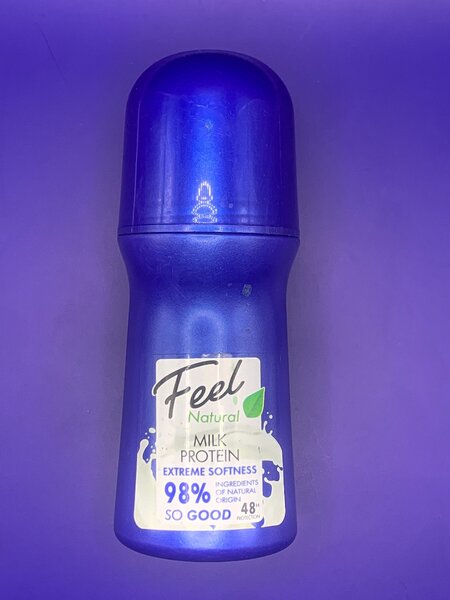 Feel
Natural
MILK
PROTEIN
EXTREME SOFTNESS
98% INGREDIENTS
OF NATURAL
ORIGIN
SO GOOD 48H
PROTECTION